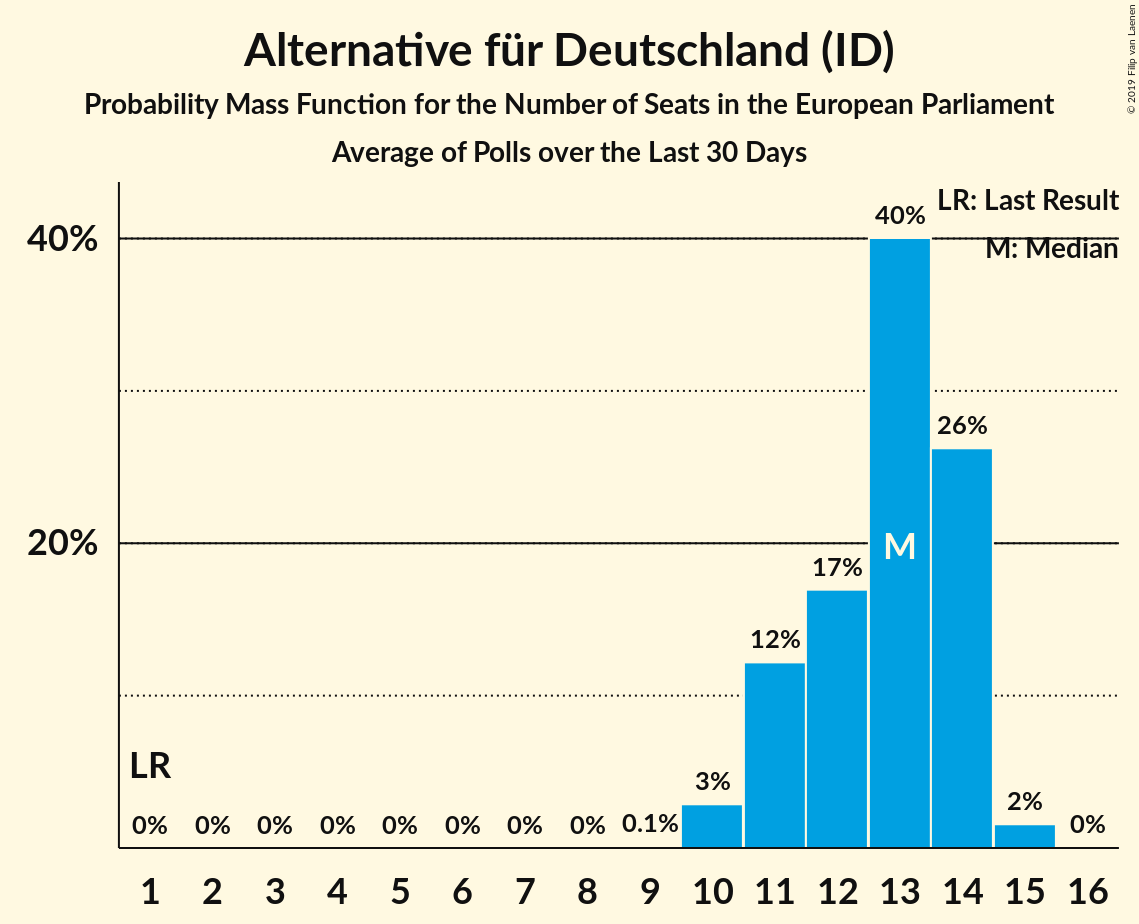 Alternative für Deutschland (ID)
Probability Mass Function for the Number of Seats in the European Parliament
Average of Polls over the Last 30 Days
© 2019 Filip van Laenen
LR: Last Result
M: Median
40%
20%
40%
26%
17%
12%
3%
2%
M
LR
0% 0% 0% 0% 0% 0% 0% 0% 0.1% 0%
1 2 3 4 5 6 7 8 9 10 11 12 13 14 15 16